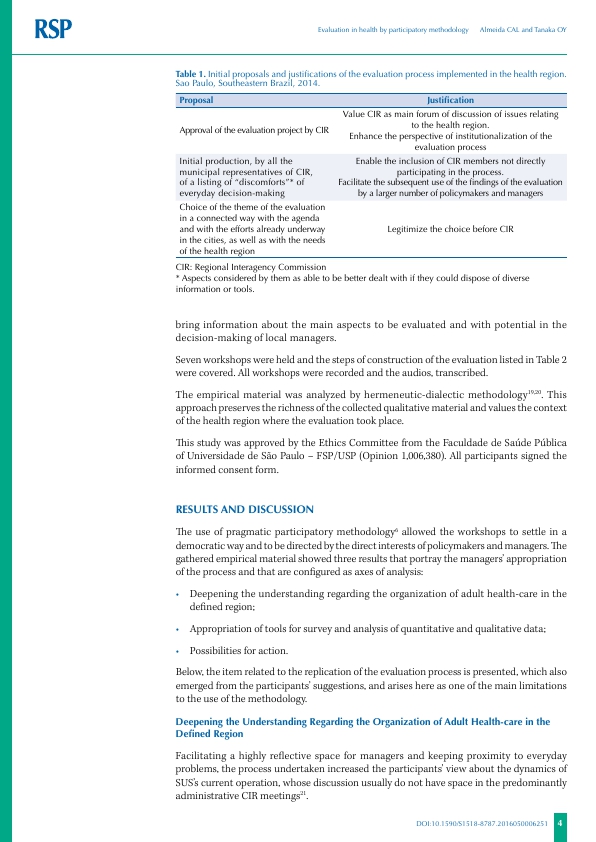 RSP
Evaluation in health by participatory methodology Almeida CAL and Tanaka OY
Table 1. Initial proposals and justifications of the evaluation process implemented in the health region.
Sao Paulo, Southeastern Brazil, 2014.
Proposal Justification
Approval of the evaluation project by CIR
Value CIR as main forum of discussion of issues relating
to the health region.
Enhance the perspective of institutionalization of the
evaluation process
Initial production, by all the
municipal representatives of CIR,
of a listing of “discomforts”* of
everyday decision-making
Enable the inclusion of CIR members not directly
participating in the process.
Facilitate the subsequent use of the findings of the evaluation
by a larger number of policymakers and managers
Choice of the theme of the evaluation
in a connected way with the agenda
and with the efforts already underway
in the cities, as well as with the needs
of the health region
Legitimize the choice before CIR
CIR: Regional Interagency Commission
* Aspects considered by them as able to be better dealt with if they could dispose of diverse
information or tools.
bring information about the main aspects to be evaluated and with potential in the
decision-making of local managers.
Seven workshops were held and the steps of construction of the evaluation listed in Table 2
were covered. All workshops were recorded and the audios, transcribed.
The empirical material was analyzed by hermeneutic-dialectic methodology19,20. This
approach preserves the richness of the collected qualitative material and values the context
of the health region where the evaluation took place.
This study was approved by the Ethics Committee from the Faculdade de Saúde Pública
of Universidade de São Paulo – FSP/USP (Opinion 1,006,380). All participants signed the
informed consent form.
RESULTS AND DISCUSSION
The use of pragmatic participatory methodology6 allowed the workshops to settle in a
democratic way and to be directed by the direct interests of policymakers and managers. The
gathered empirical material showed three results that portray the managers’ appropriation
of the process and that are configured as axes of analysis:
• Deepening the understanding regarding the organization of adult health-care in the
defined region;
• Appropriation of tools for survey and analysis of quantitative and qualitative data;
• Possibilities for action.
Below, the item related to the replication of the evaluation process is presented, which also
emerged from the participants’ suggestions, and arises here as one of the main limitations
to the use of the methodology.
Deepening the Understanding Regarding the Organization of Adult Health-care in the
Defined Region
Facilitating a highly reflective space for managers and keeping proximity to everyday
problems, the process undertaken increased the participants’ view about the dynamics of
SUS’s current operation, whose discussion usually do not have space in the predominantly
administrative CIR meetings21.
DOI:10.1590/S1518-8787.2016050006251 4